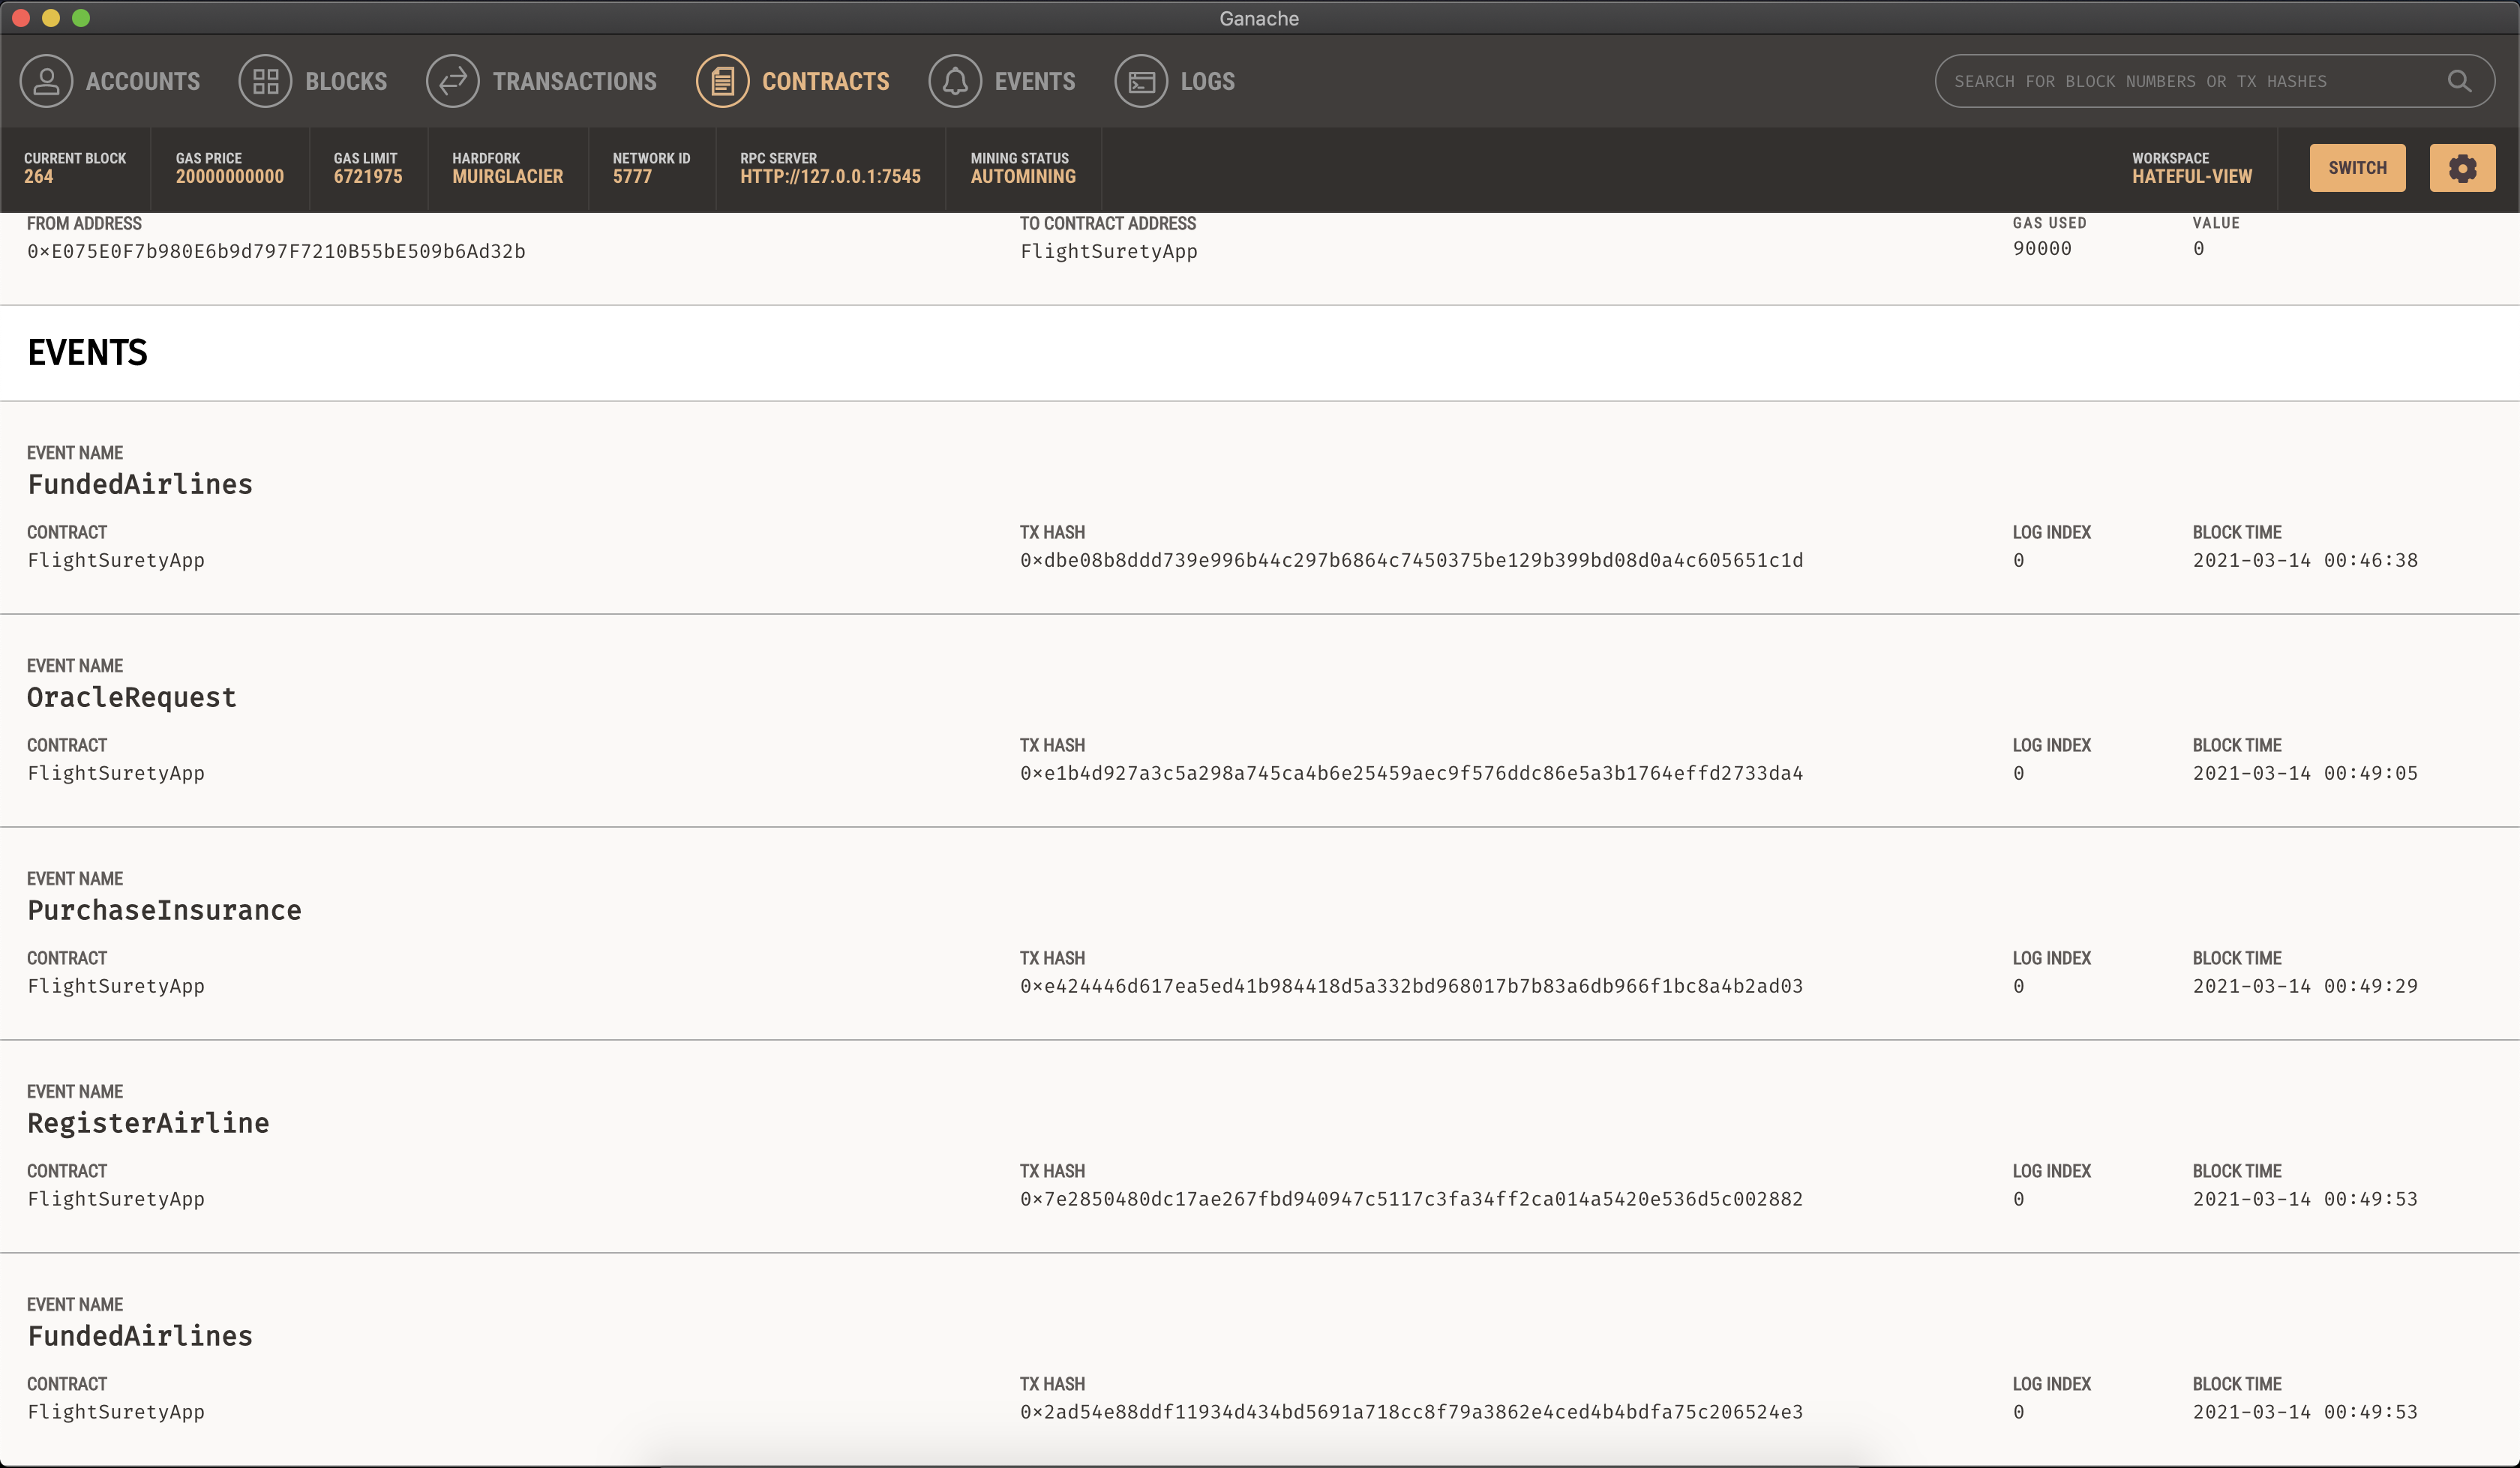 Ganache
ACCOUNTS BLOCKS TRANSACTIONS CONTRACTS EVENTS LOGS SEARCH FOR BLOCK NUMBERS OR TX HASHES
CURRENT BLOCK GAS PRICE GAS LIMIT HARDFORK NETWORK ID RPC SERVER MINING STATUS WORKSPACE
264 20000000000 6721975 MUIRGLACIER 5777 HTTP://127.0.0.1:7545 AUTOMINING HATEFUL-VIEW SWITCH
FROM ADDRESS TO CONTRACT ADDRESS GAS USED VALUE
0×E075E0F7b980E6b9d797F7210B55bE509b6Ad32b FlightSuretyApp 90000 0
EVENTS
EVENT NAME
FundedAirlines
CONTRACT TX HASH LOG INDEX BLOCK TIME
FlightSuretyApp 0×dbe08b8ddd739e996b44c297b6864c7450375be129b399bd08d0a4c605651c1d 0 2021-03-14 00:46:38
EVENT NAME
OracleRequest
CONTRACT TX HASH LOG INDEX BLOCK TIME
FlightSuretyApp 0×e1b4d927a3c5a298a745ca4b6e25459aec9f576ddc86e5a3b1764effd2733da4 0 2021-03-14 00:49:05
EVENT NAME
PurchaseInsurance
CONTRACT TX HASH LOG INDEX BLOCK TIME
FlightSuretyApp 0×e424446d617ea5ed41b984418d5a332bd968017b7b83a6db966f1bc8a4b2ad03 0 2021-03-14 00:49:29
EVENT NAME
RegisterAirline
CONTRACT TX HASH LOG INDEX BLOCK TIME
FlightSuretyApp 0×7e2850480dc17ae267fbd940947c5117c3fa34ff2ca014a5420e536d5c002882 0 2021-03-14 00:49:53
EVENT NAME
FundedAirlines
CONTRACT TX HASH LOG INDEX BLOCK TIME
FlightSuretyApp 0×2ad54e88ddf11934d434bd5691a718cc8f79a3862e4ced4b4bdfa75c206524e3 0 2021-03-14 00:49:53